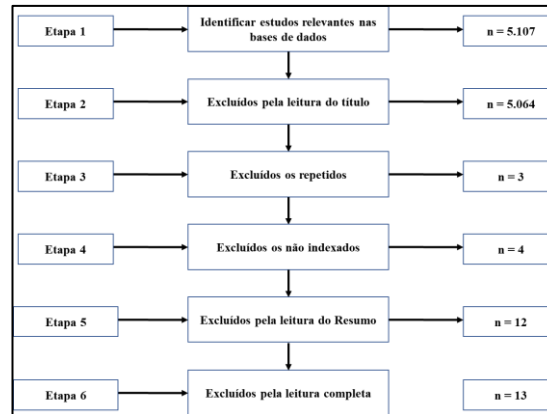 Etapa 1
Identificar estudos relevantes nas
bases de dados
n = 5.107
Etapa 2
Excluídos pela leitura do título
n = 5.064
Etapa 3
Excluídos os repetidos
n = 3
Etapa 4
Excluídos os não indexados
n = 4
Etapa 5
Excluídos pela leitura do Resumo
n = 12
Etapa 6
Excluídos pela leitura completa
n = 13